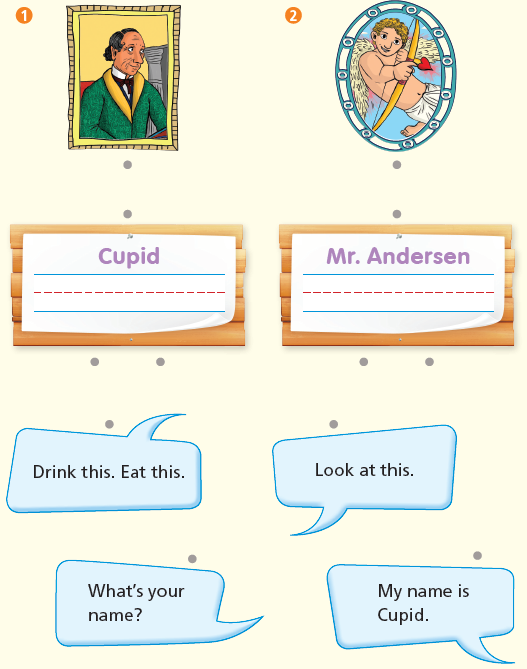 1
2
Cupid
Mr. Andersen
Drink this. Eat this.
Look at this.
What's your
name?
My name is
Cupid.